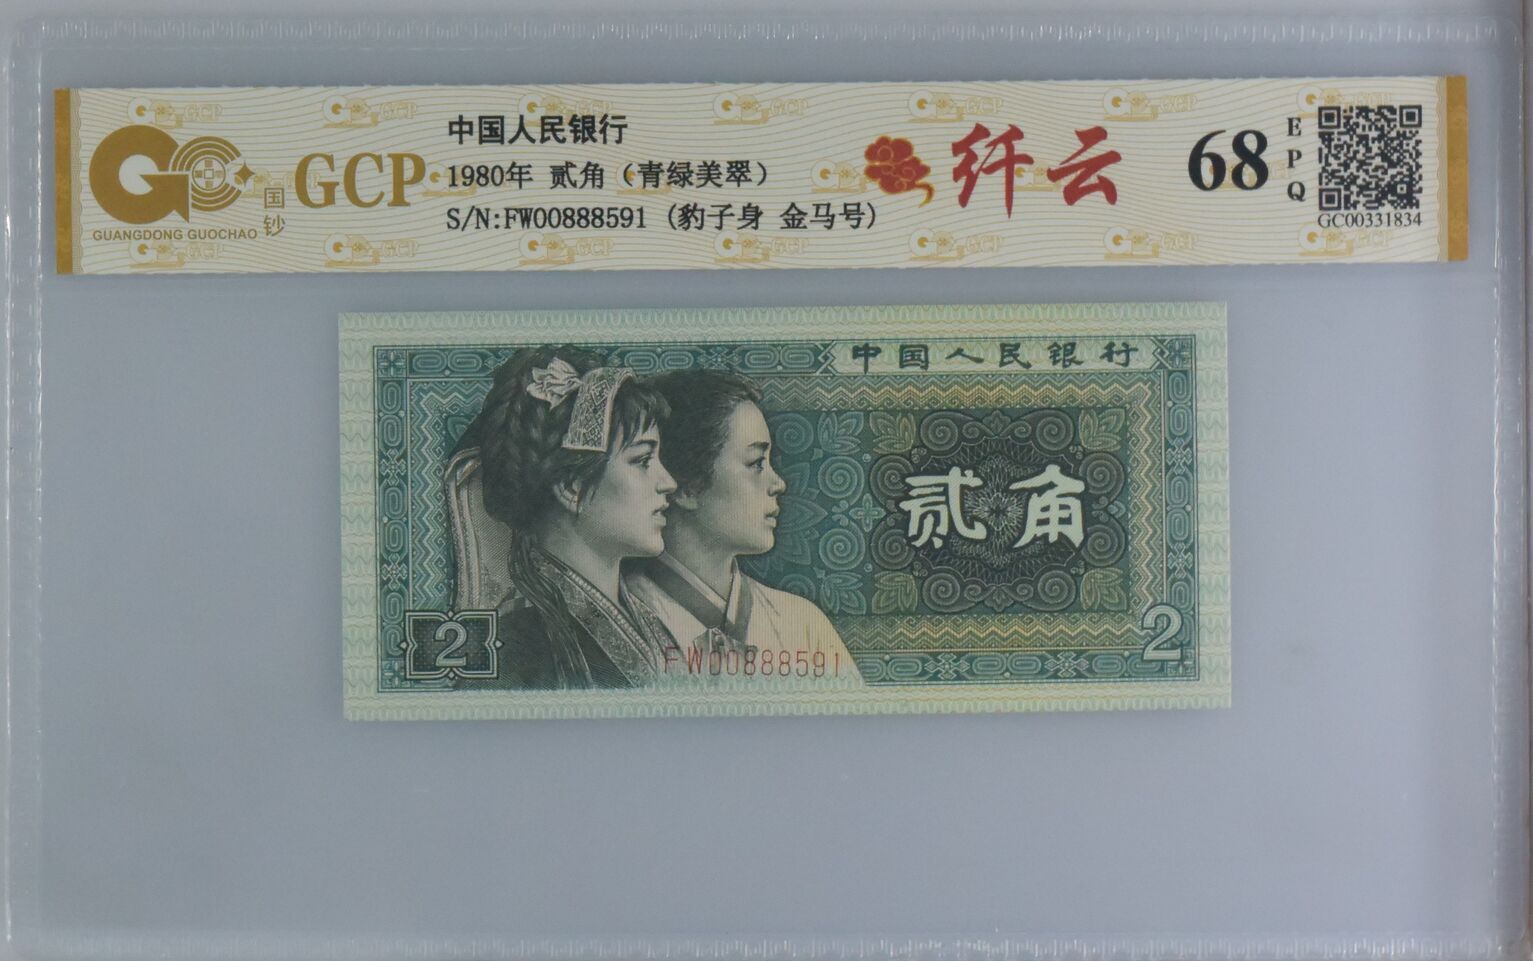 中国人民银行
1980年 贰角（青绿美翠）
S/N:FW00888591 (豹子身 金马号)
GCP
国钞
GUANGDONG GUOCHAO
纤云
68
EPQ
GC00331834
中国人民银行
贰角
2
2
FW00888591